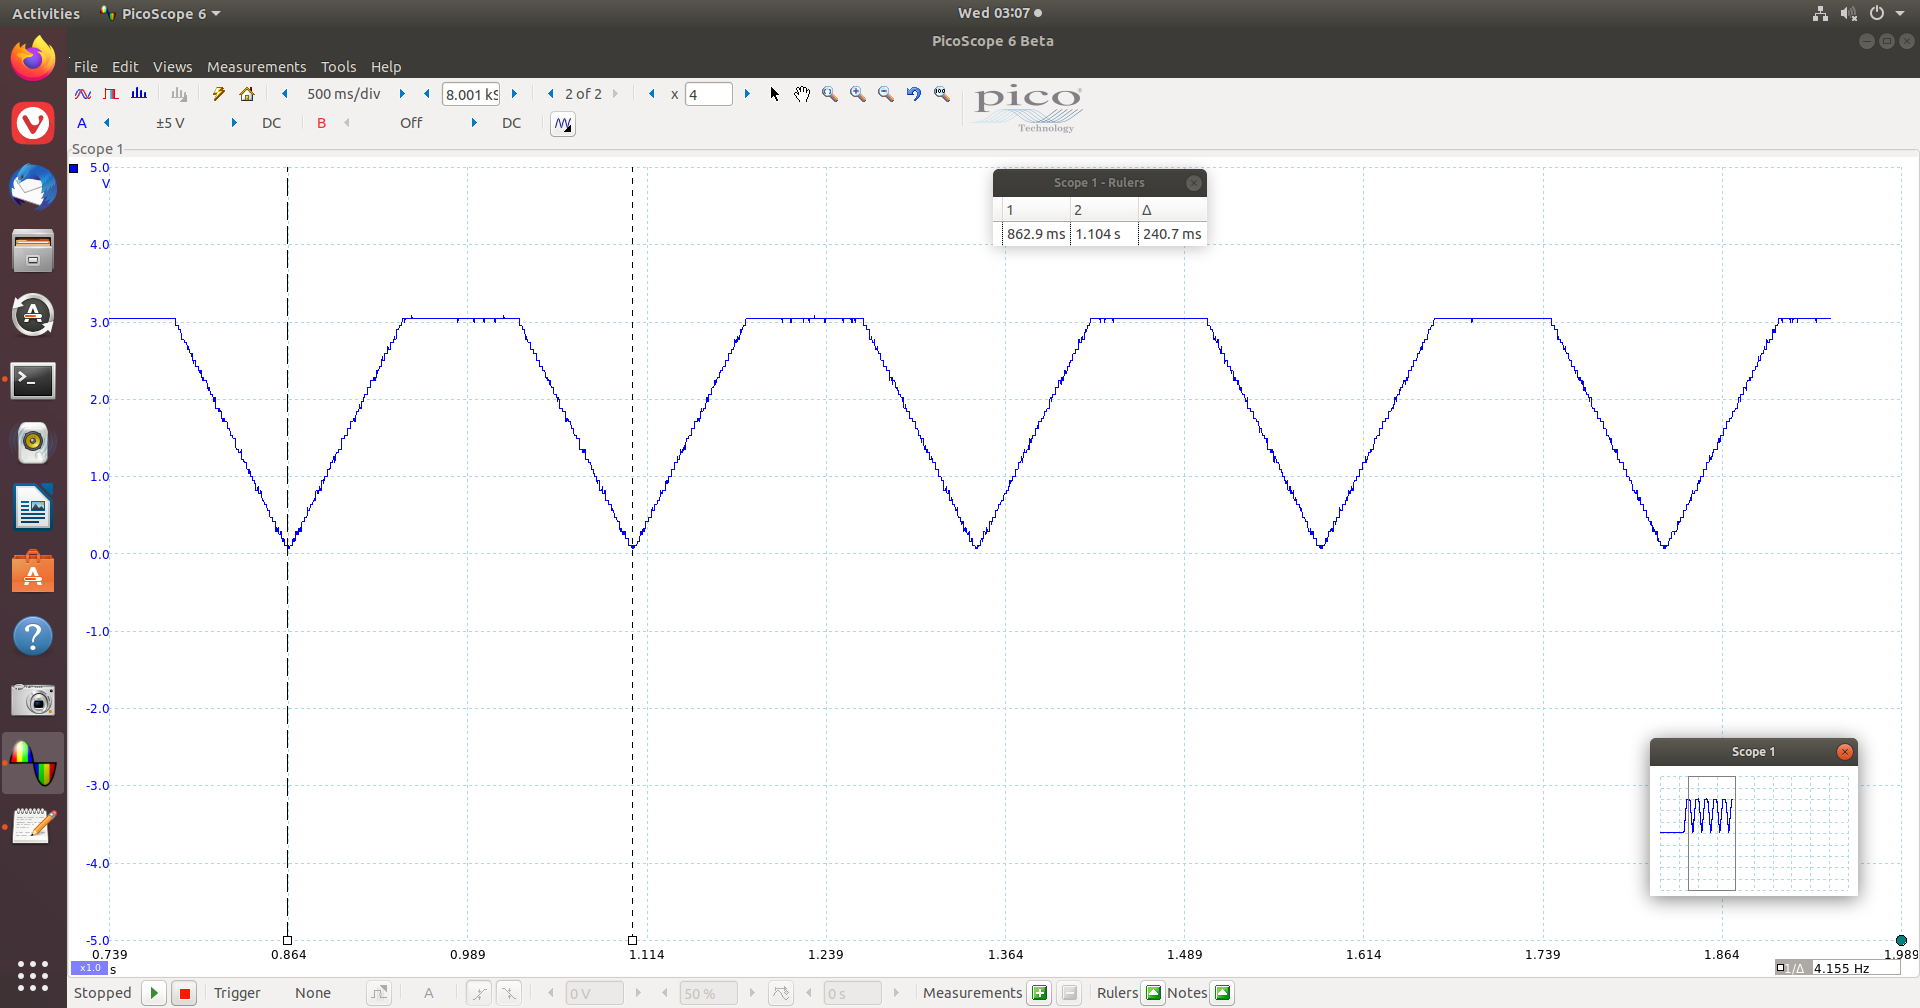 Activities PicoScope 6 Wed 03:07
PicoScope 6 Beta
File Edit Views Measurements Tools Help
500 ms/div 8.001 kS 2 of 2 x 4
pico
Technology
A ±5 V DC B Off DC
Scope 1
5.0
V
4.0
3.0
2.0
1.0
0.0
-1.0
-2.0
-3.0
-4.0
-5.0
Scope 1 - Rulers
1 2 Δ
862.9 ms 1.104 s 240.7 ms
Scope 1
0.739 0.864 0.989 1.114 1.239 1.364 1.489 1.614 1.739 1.864 1.989
x1.0 s
1/Δ 4.155 Hz
Stopped Trigger None A 0 V 50 % 0 s Measurements Rulers Notes